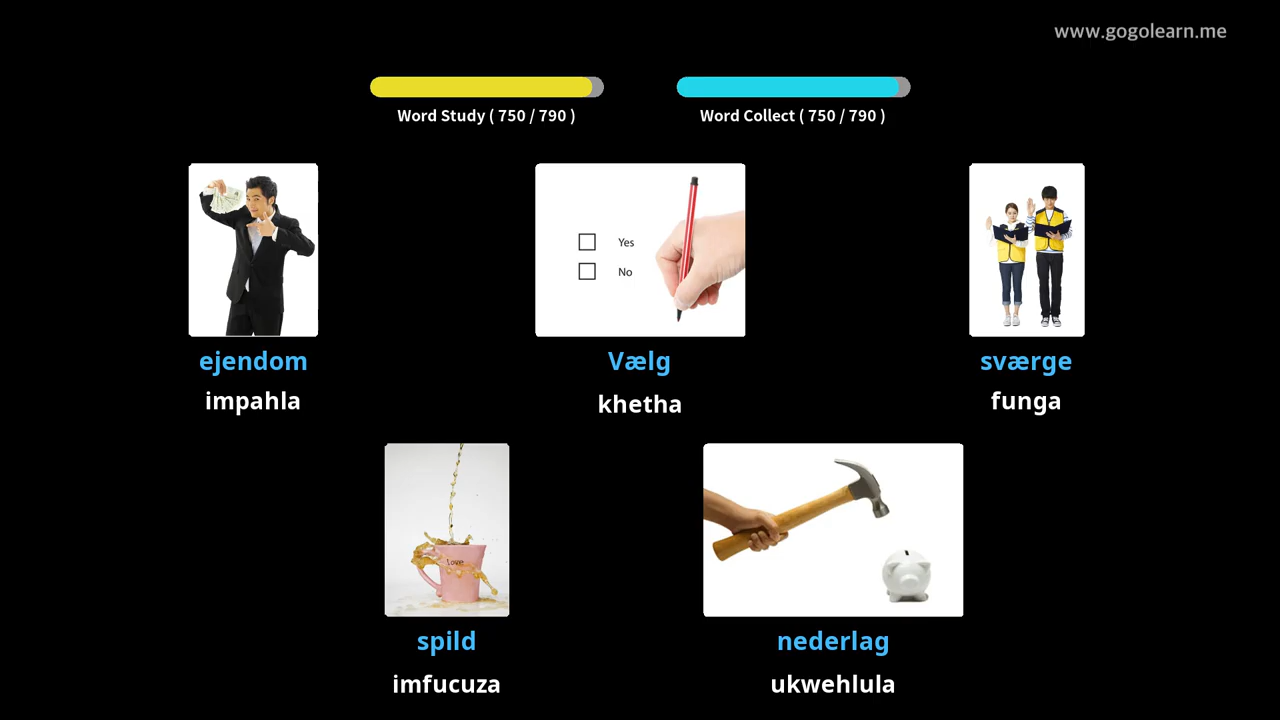 www.gogolearn.me
Word Study ( 750 / 790 )
Word Collect ( 750 / 790 )
Yes
No
ejendom
impahla
Vælg
khetha
sværge
funga
love
spild
imfucuza
nederlag
ukwehlula